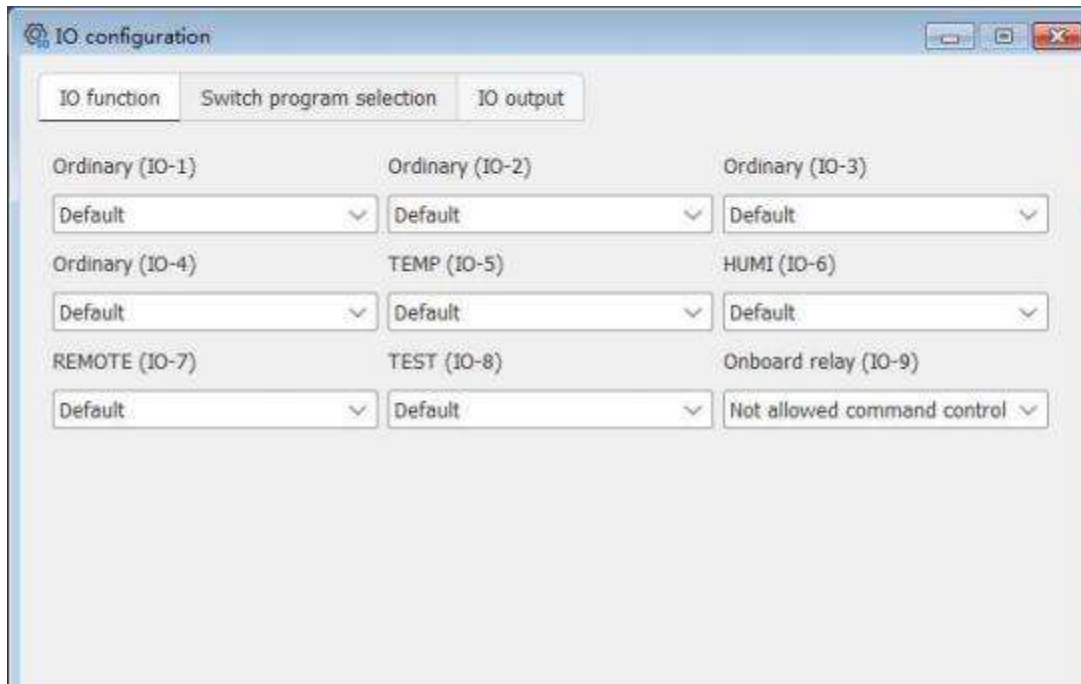 IO configuration
IO function Switch program selection IO output
Ordinary (IO-1) Ordinary (IO-2) Ordinary (IO-3)
Default Default Default
Ordinary (IO-4) TEMP (IO-5) HUMI (IO-6)
Default Default Default
REMOTE (IO-7) TEST (IO-8) Onboard relay (IO-9)
Default Default Not allowed command control